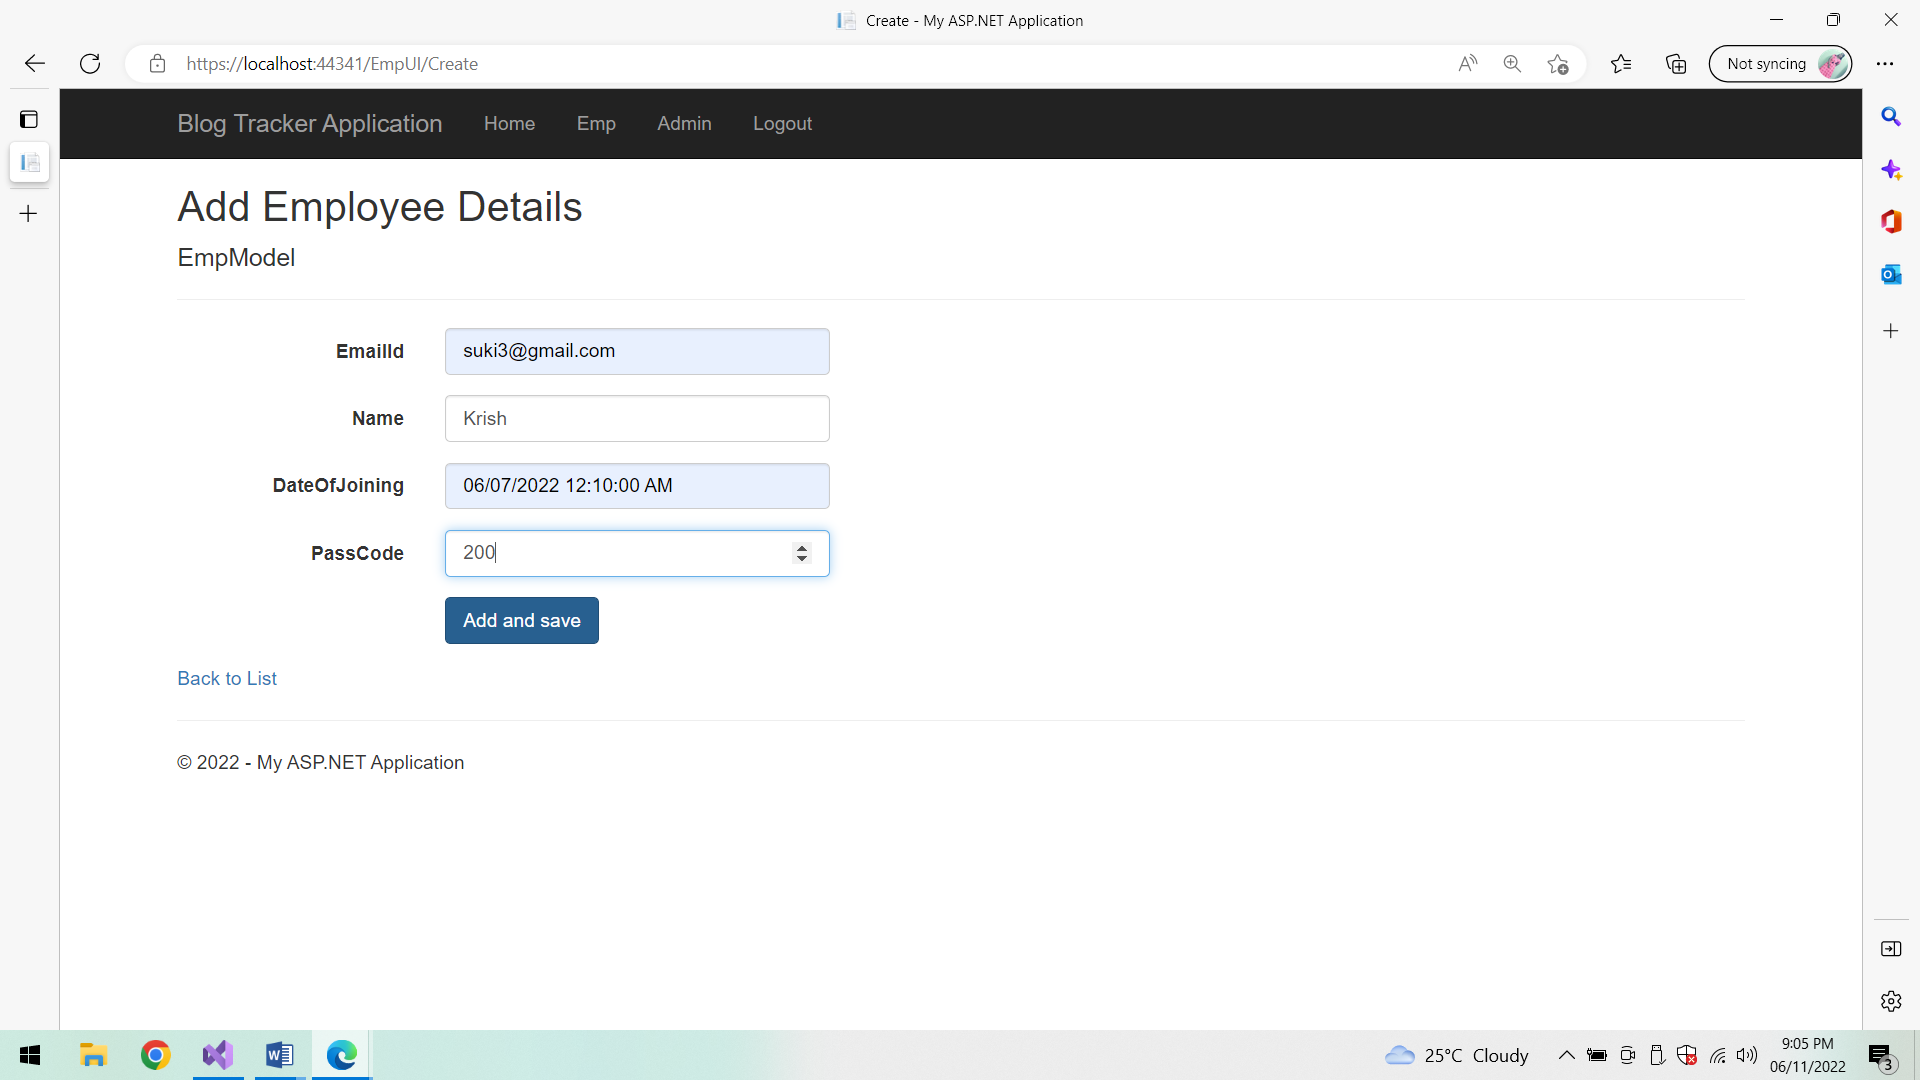 Create - My ASP.NET Application
https://localhost:44341/EmpUI/Create
Not syncing
Blog Tracker Application Home Emp Admin Logout
Add Employee Details
EmpModel
EmailId suki3@gmail.com
Name Krish
DateOfJoining 06/07/2022 12:10:00 AM
PassCode 200
Add and save
Back to List
© 2022 - My ASP.NET Application
25°C Cloudy
9:05 PM
06/11/2022
3